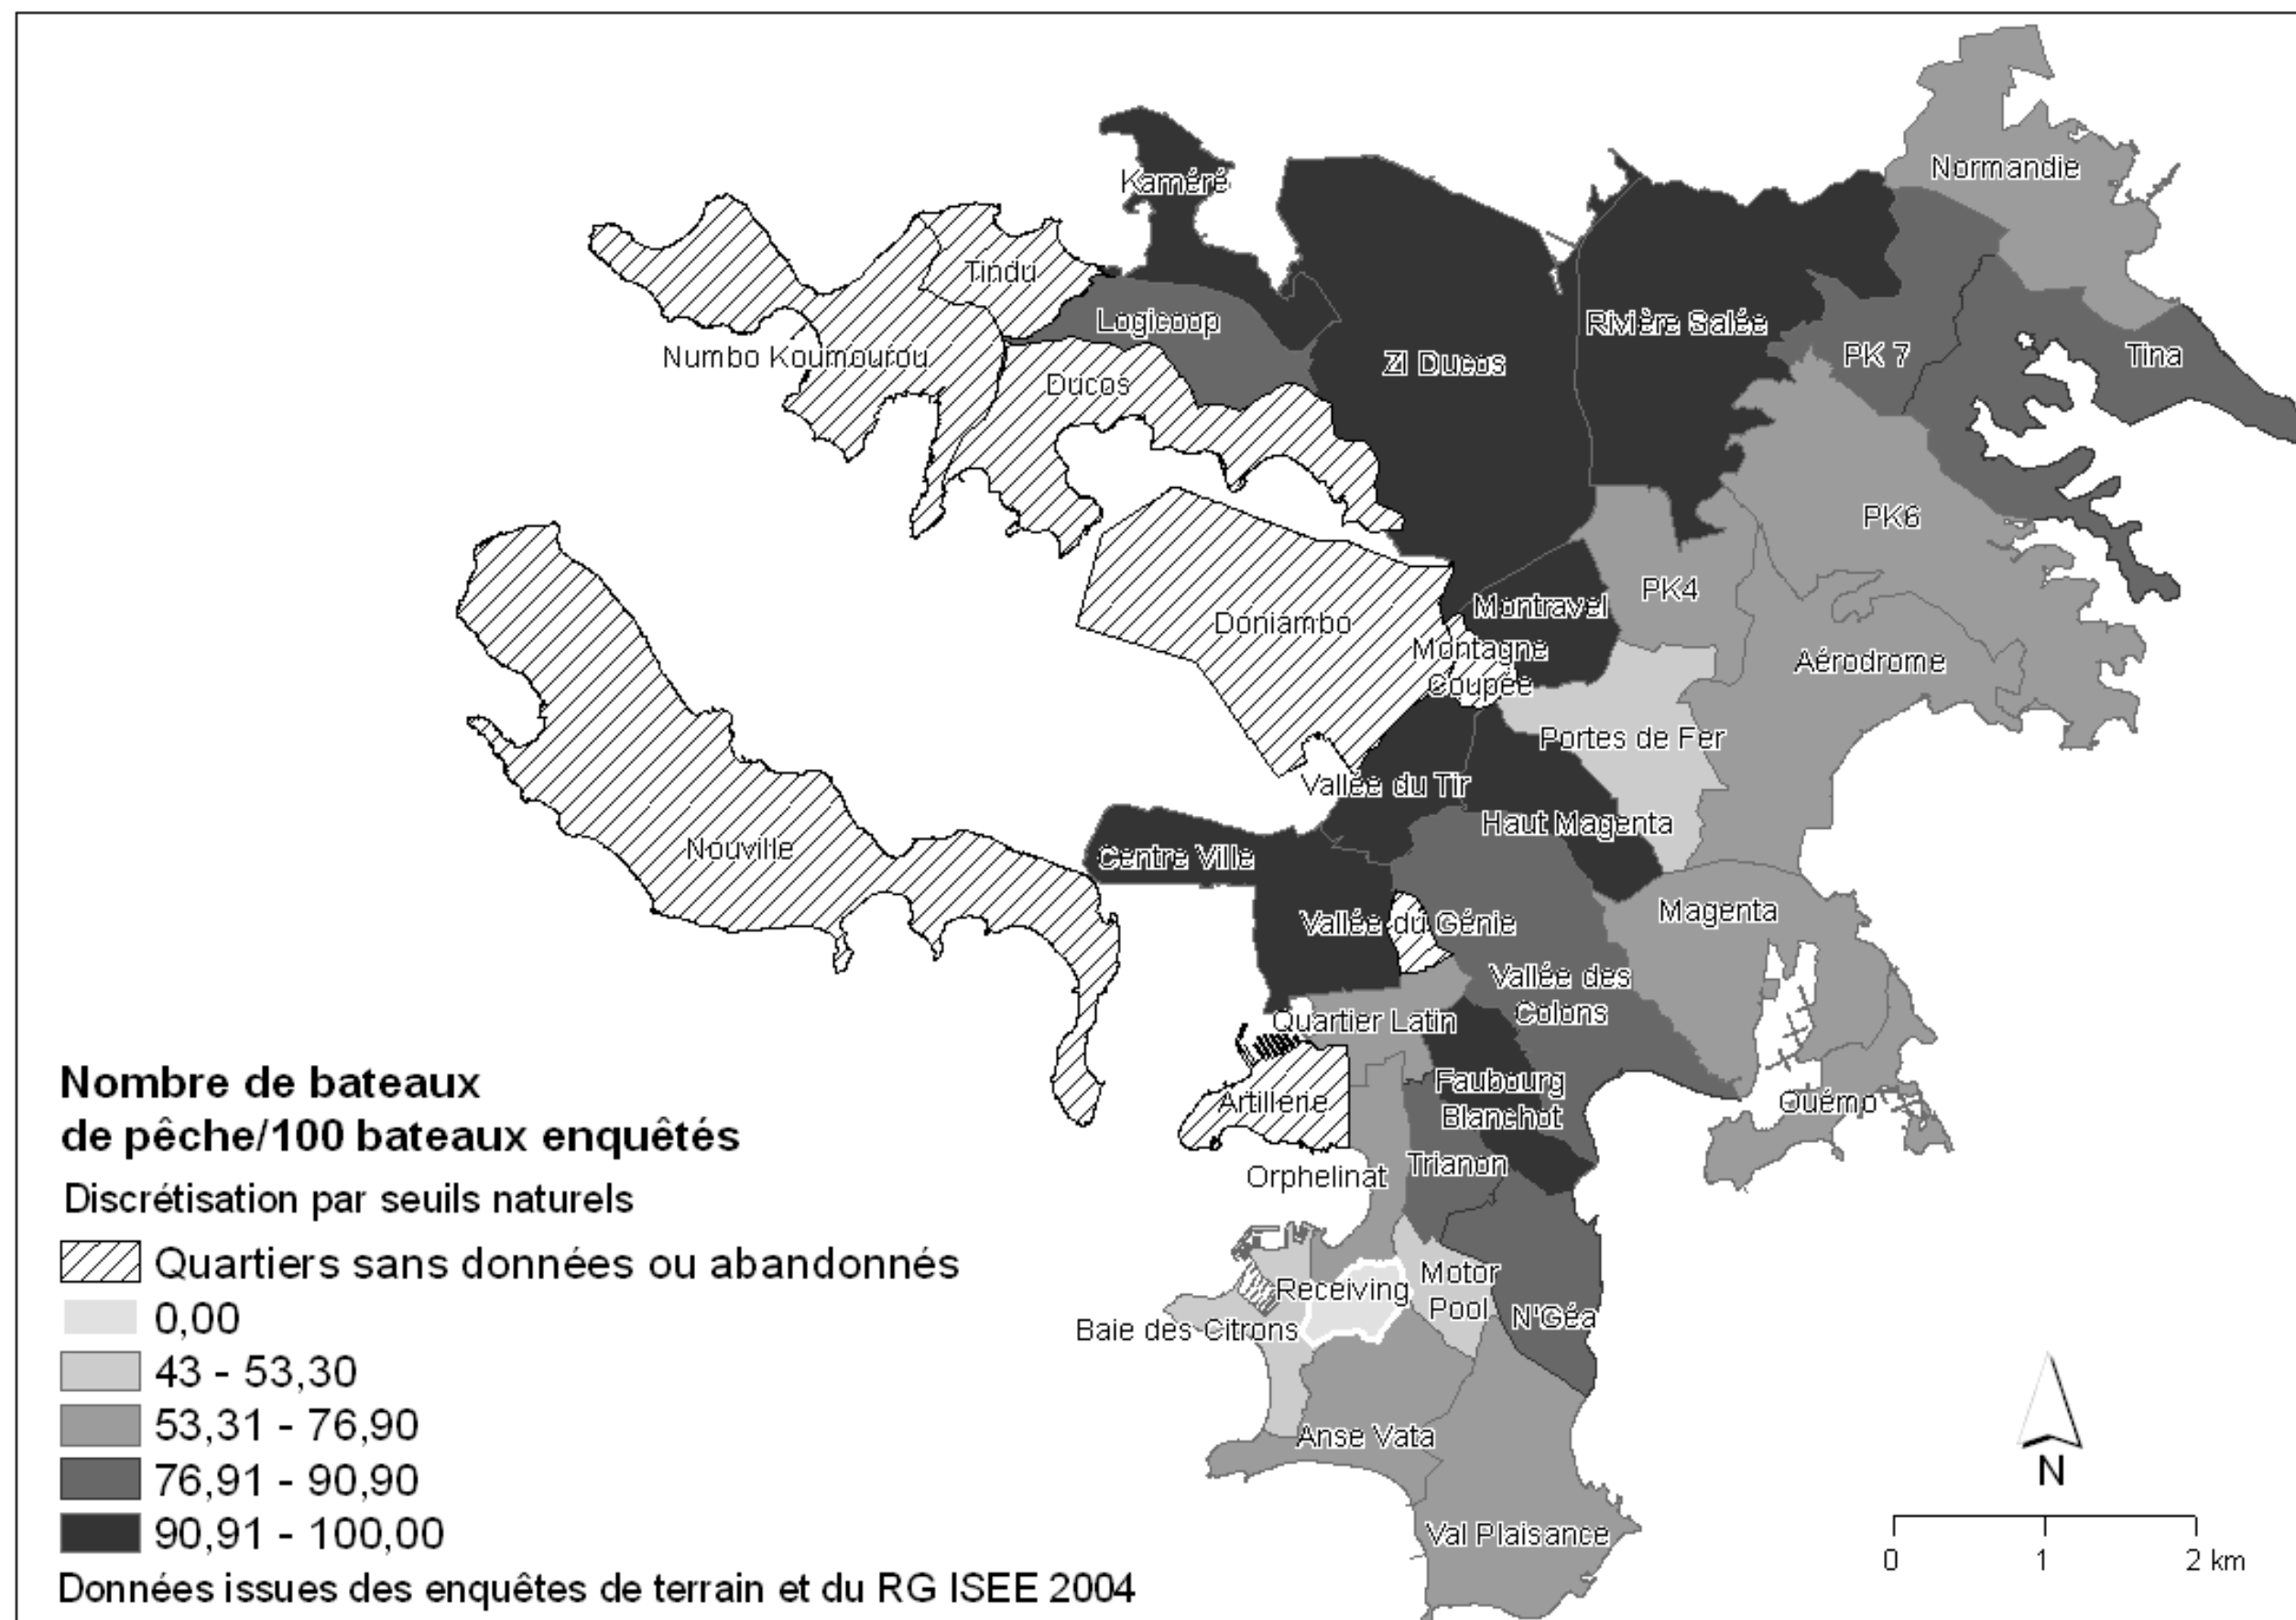 Normandie
Kaméré
Tindu
Logicoop
Rivière Salée
Numbo Koumourou
Ducos
ZI Ducos
PK 7
Tina
PK6
PK4
Montravel
Doniambo
Montagne
Coupée
Aérodrome
Portes de Fer
Vallée du Tir
Haut Magenta
Nouville
Centre Ville
Magenta
Vallée du Génie
Vallée des
Colons
Quartier Latin
Faubourg
Blanchot
Artillerie
Ouémo
Orphelinat
Trianon
Receiving
Motor
Pool
N'Géa
Baie des Citrons
Anse Vata
Val Plaisance
Nombre de bateaux
de pêche/100 bateaux enquêtés
Discrétisation par seuils naturels
Quartiers sans données ou abandonnés
0,00
43 - 53,30
53,31 - 76,90
76,91 - 90,90
90,91 - 100,00
Données issues des enquêtes de terrain et du RG ISEE 2004
N
0 1 2 km